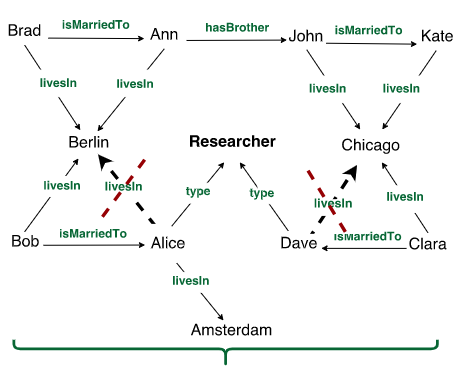 Brad isMarriedTo Ann hasBrother John isMarriedTo Kate
livesIn livesIn livesIn livesIn
Berlin Researcher Chicago
livesIn livesIn type type livesIn livesIn
Bob isMarriedTo Alice Dave isMarriedTo Clara
livesIn
Amsterdam